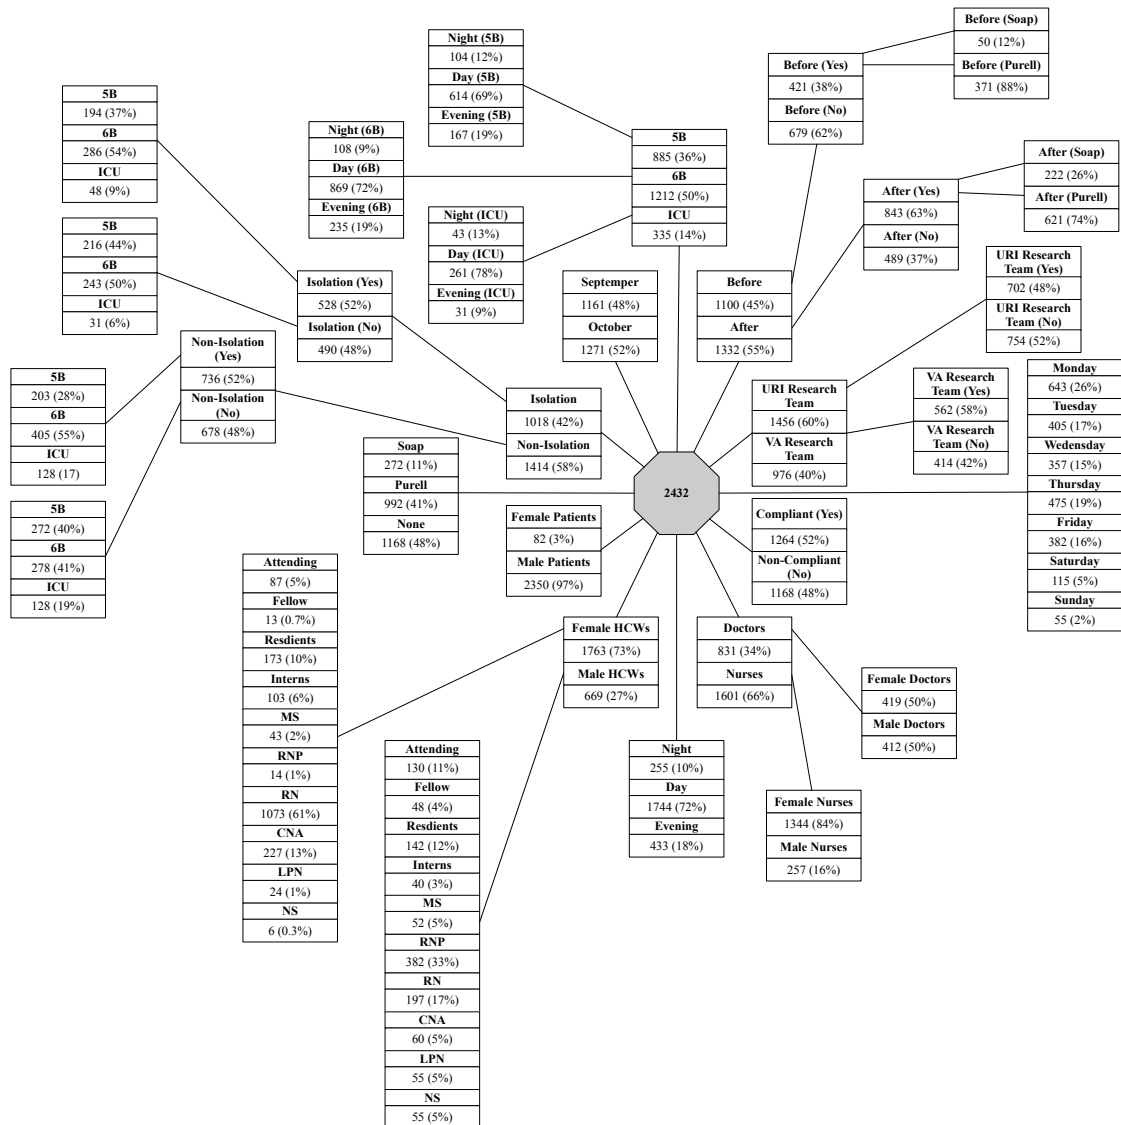 Before (Soap)
50 (12%)
Before (Purell)
371 (88%)
Before (Yes)
421 (38%)
Before (No)
679 (62%)
Night (5B)
104 (12%)
Day (5B)
614 (69%)
Evening (5B)
167 (19%)
5B
194 (37%)
6B
286 (54%)
ICU
48 (9%)
Night (6B)
108 (9%)
Day (6B)
869 (72%)
Evening (6B)
235 (19%)
5B
885 (36%)
6B
1212 (50%)
ICU
335 (14%)
After (Soap)
222 (26%)
After (Purell)
621 (74%)
After (Yes)
843 (63%)
After (No)
489 (37%)
Night (ICU)
43 (13%)
Day (ICU)
261 (78%)
Evening (ICU)
31 (9%)
5B
216 (44%)
6B
243 (50%)
ICU
31 (6%)
URI Research
Team (Yes)
702 (48%)
URI Research
Team (No)
754 (52%)
Isolation (Yes)
528 (52%)
Isolation (No)
490 (48%)
Septemper
1161 (48%)
October
1271 (52%)
Before
1100 (45%)
After
1332 (55%)
Non-Isolation
(Yes)
736 (52%)
Non-Isolation
(No)
678 (48%)
5B
203 (28%)
6B
405 (55%)
ICU
128 (17)
Isolation
1018 (42%)
Non-Isolation
1414 (58%)
URI Research
Team
1456 (60%)
VA Research
Team
976 (40%)
VA Research
Team (Yes)
562 (58%)
VA Research
Team (No)
414 (42%)
Monday
643 (26%)
Tuesday
405 (17%)
Wedensday
357 (15%)
Thursday
475 (19%)
Friday
382 (16%)
Saturday
115 (5%)
Sunday
55 (2%)
Soap
272 (11%)
Purell
992 (41%)
None
1168 (48%)
2432
5B
272 (40%)
6B
278 (41%)
ICU
128 (19%)
Female Patients
82 (3%)
Male Patients
2350 (97%)
Compliant (Yes)
1264 (52%)
Non-Compliant
(No)
1168 (48%)
Attending
87 (5%)
Fellow
13 (0.7%)
Resdients
173 (10%)
Interns
103 (6%)
MS
43 (2%)
RNP
14 (1%)
RN
1073 (61%)
CNA
227 (13%)
LPN
24 (1%)
NS
6 (0.3%)
Female HCWs
1763 (73%)
Male HCWs
669 (27%)
Doctors
831 (34%)
Nurses
1601 (66%)
Female Doctors
419 (50%)
Male Doctors
412 (50%)
Attending
130 (11%)
Fellow
48 (4%)
Resdients
142 (12%)
Interns
40 (3%)
MS
52 (5%)
RNP
382 (33%)
RN
197 (17%)
CNA
60 (5%)
LPN
55 (5%)
NS
55 (5%)
Night
255 (10%)
Day
1744 (72%)
Evening
433 (18%)
Female Nurses
1344 (84%)
Male Nurses
257 (16%)